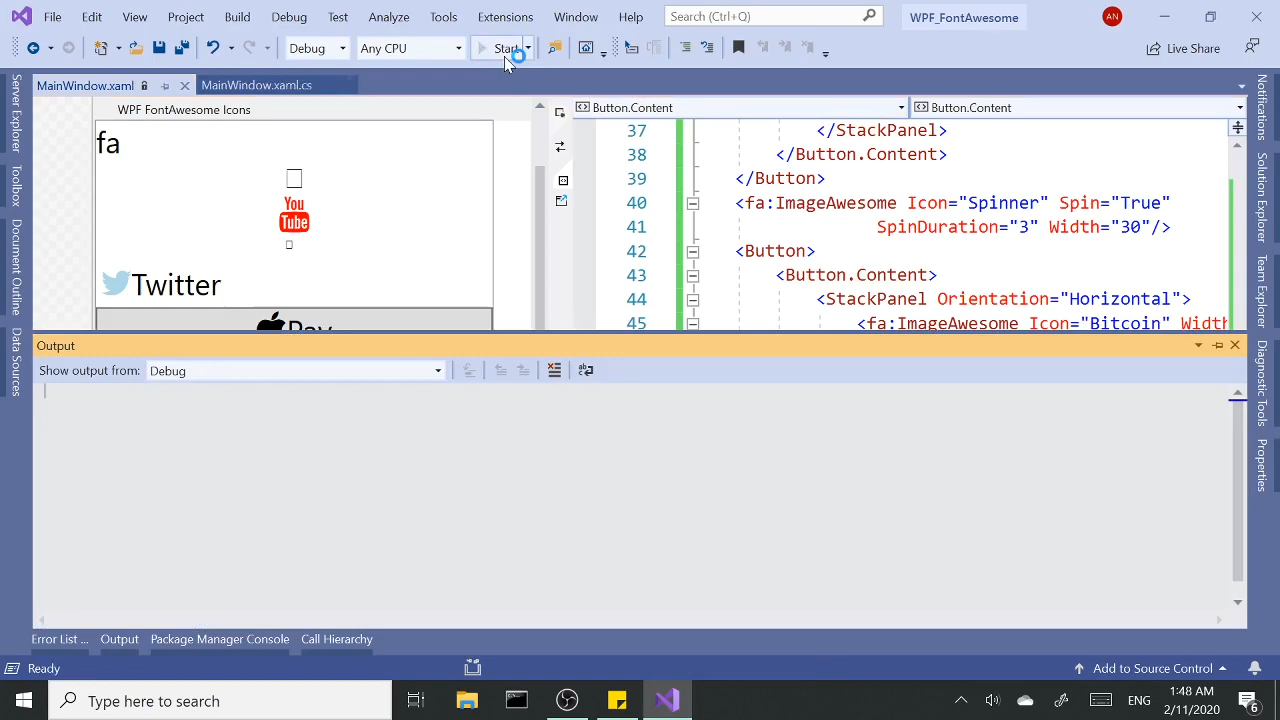 File Edit View Project Build Debug Test Analyze Tools Extensions Window Help Search (Ctrl+Q) WPF_FontAwesome AN
Debug Any CPU Start Live Share
MainWindow.xaml MainWindow.xaml.cs
WPF FontAwesome Icons
fa
You
Tube
Twitter
Pay
Button.Content Button.Content
37 </StackPanel>
38 </Button.Content>
39 </Button>
40 <fa:ImageAwesome Icon="Spinner" Spin="True"
41 SpinDuration="3" Width="30"/>
42 <Button>
43 <Button.Content>
44 <StackPanel Orientation="Horizontal">
45 <fa:ImageAwesome Icon="Bitcoin" Width
Server Explorer
Toolbox
Document Outline
Data Sources
Notifications
Solution Explorer
Team Explorer
Diagnostic Tools
Properties
Output
Show output from: Debug
Error List ... Output Package Manager Console Call Hierarchy
Ready Add to Source Control
Type here to search ENG 1:48 AM
2/11/2020 6